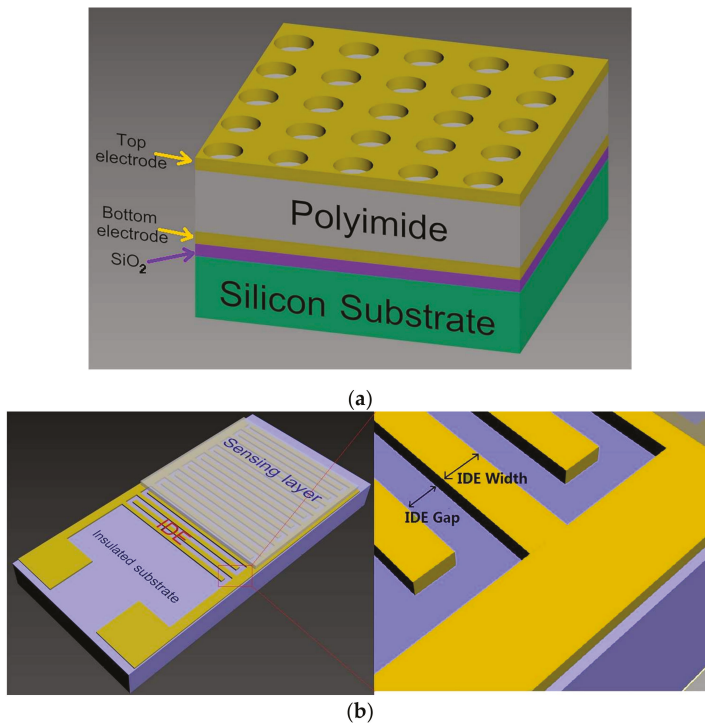 Top
electrode
Polyimide
Bottom
electrode
SiO₂
Silicon Substrate
(a)
Sensing layer
IDE
Insulated substrate
IDE Width
IDE Gap
(b)